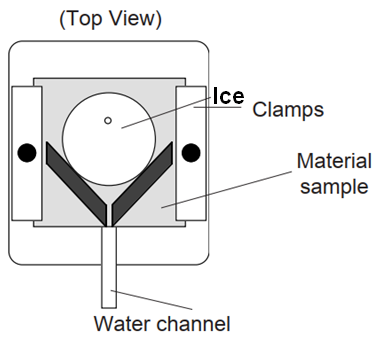 (Top View)
Ice
Clamps
Material
sample
Water channel